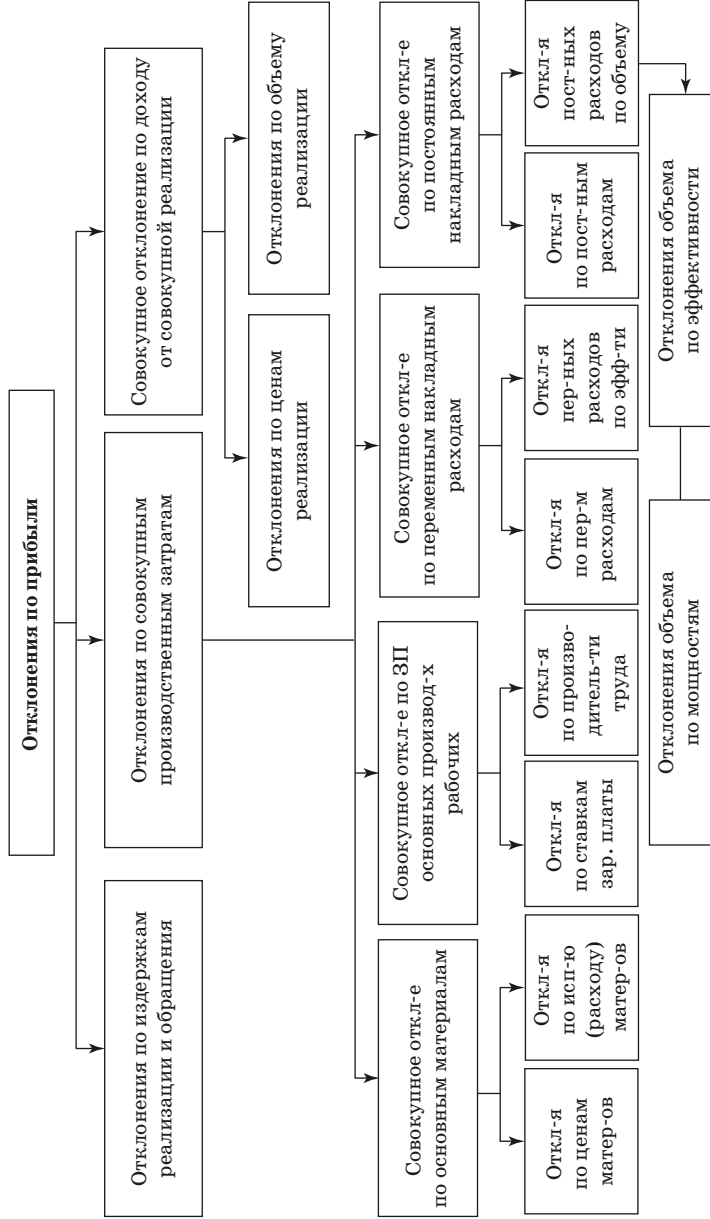 Отклонения по прибыли
Отклонения по издержкам
реализации и обращения
Отклонения по совокупным
производственным затратам
Совокупное отклонение по доходу
от совокупной реализации
Отклонения по ценам
реализации
Отклонения по объему
реализации
Совокупное откл-е
по основным материалам
Совокупное откл-е по ЗП
основных производ-х
рабочих
Совокупное откл-е
по переменным накладным
расходам
Совокупное откл-е
по постоянным
накладным расходам
Откл-я
по ценам
матер-ов
Откл-я
по исп-ю
(расходу)
матер-ов
Откл-я
по ставкам
зар. платы
Откл-я
по произво-
дитель-ти
труда
Откл-я
по пер-м
расходам
Откл-я
пер-ных
расходов
по эфф-ти
Откл-я
по пост-ным
расходам
Откл-я
пост-ных
расходов
по объему
Отклонения объема
по мощностям
Отклонения объема
по эффективности